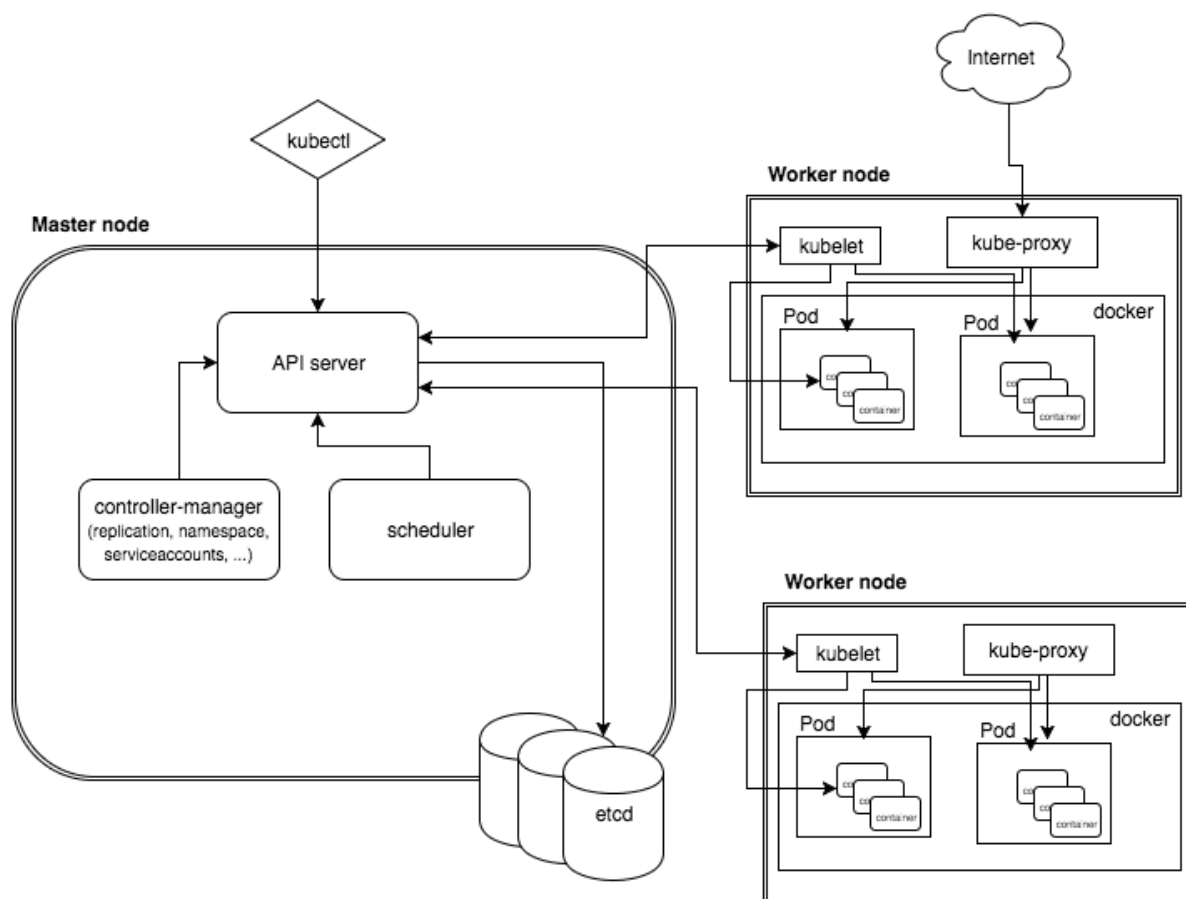 Internet
kubectl
Worker node
Master node
kubelet
kube-proxy
docker
Pod
Pod
API server
container
container
controller-manager
(replication, namespace,
serviceaccounts, ...)
scheduler
Worker node
kubelet
kube-proxy
docker
Pod
Pod
container
container
etcd